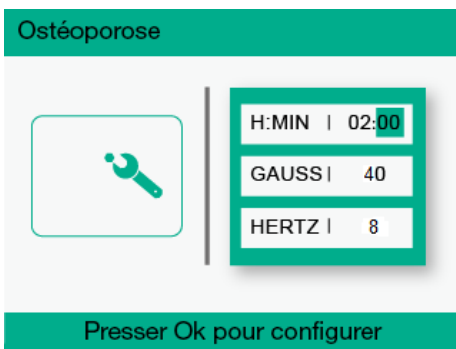 Ostéoporose
H:MIN | 02:00
GAUSS | 40
HERTZ | 8
Presser Ok pour configurer